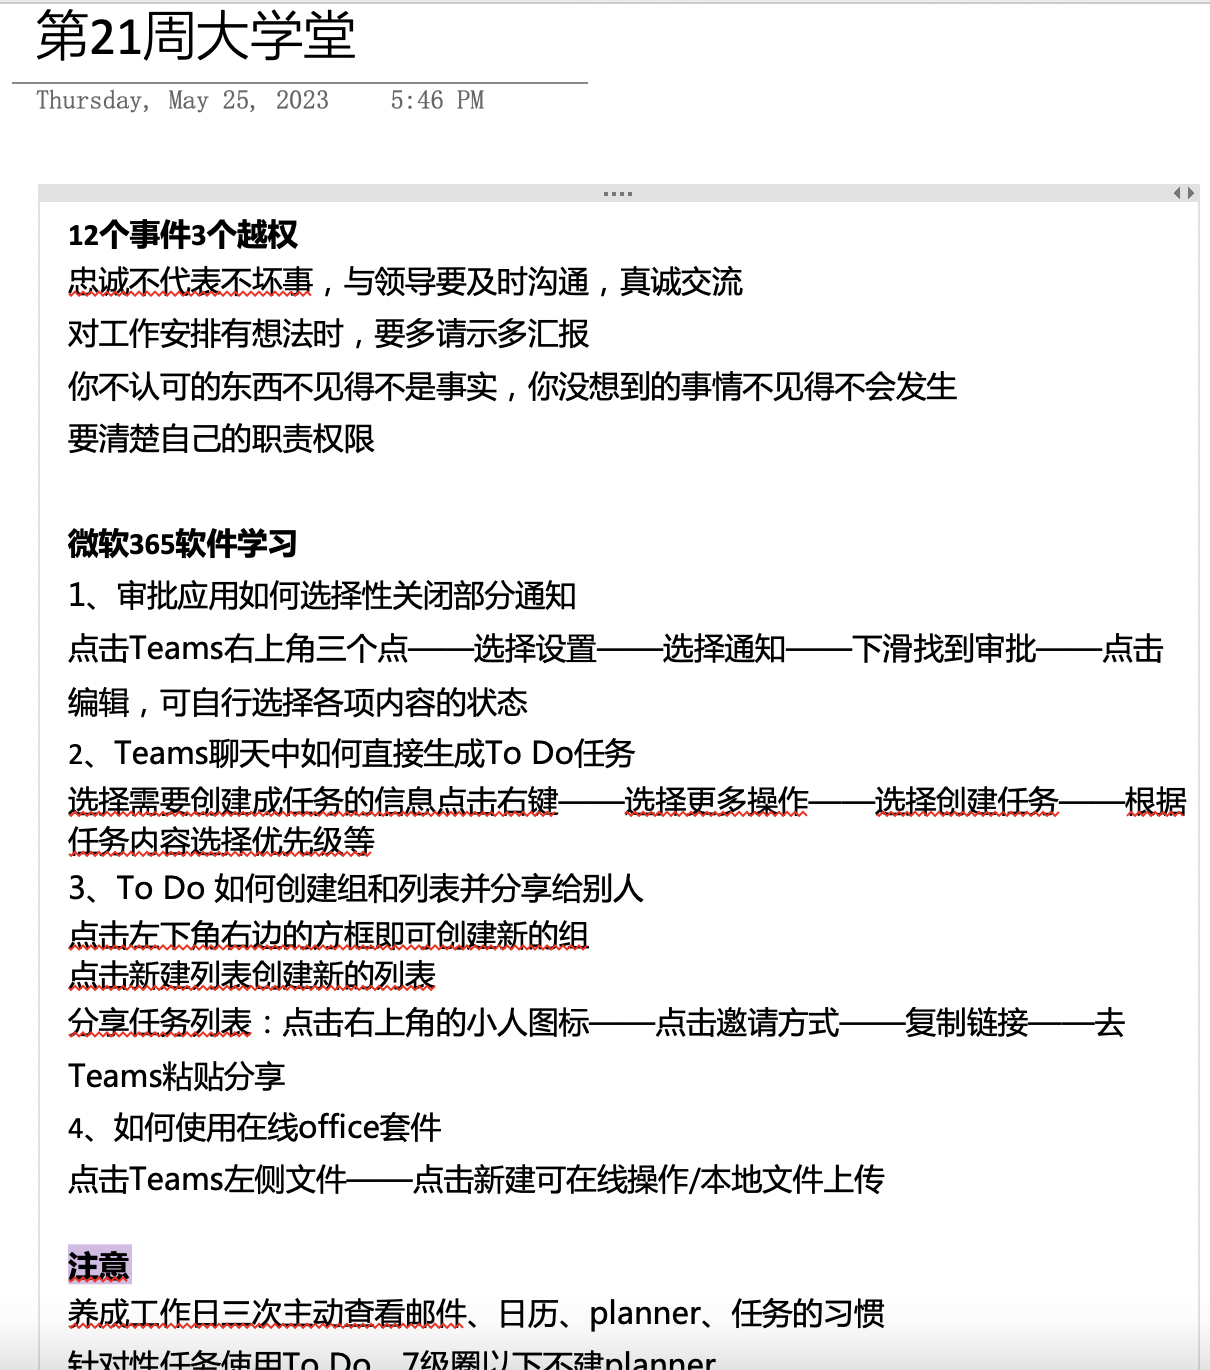 第21周大学堂
Thursday, May 25, 2023 5:46 PM
12个事件3个越权
忠诚不代表不坏事，与领导要及时沟通，真诚交流
对工作安排有想法时，要多请示多汇报
你不认可的东西不见得不是事实，你没想到的事情不见得不会发生
要清楚自己的职责权限
微软365软件学习
1、审批应用如何选择性关闭部分通知
点击Teams右上角三个点——选择设置——选择通知——下滑找到审批——点击
编辑，可自行选择各项内容的状态
2、Teams聊天中如何直接生成To Do任务
选择需要创建成任务的信息点击右键——选择更多操作——选择创建任务——根据
任务内容选择优先级等
3、To Do 如何创建组和列表并分享给别人
点击左下角右边的方框即可创建新的组
点击新建列表创建新的列表
分享任务列表：点击右上角的小人图标——点击邀请方式——复制链接——去
Teams粘贴分享
4、如何使用在线office套件
点击Teams左侧文件——点击新建可在线操作/本地文件上传
注意
养成工作日三次主动查看邮件、日历、planner、任务的习惯
针对性任务使用To Do，7级圈以下不建planner